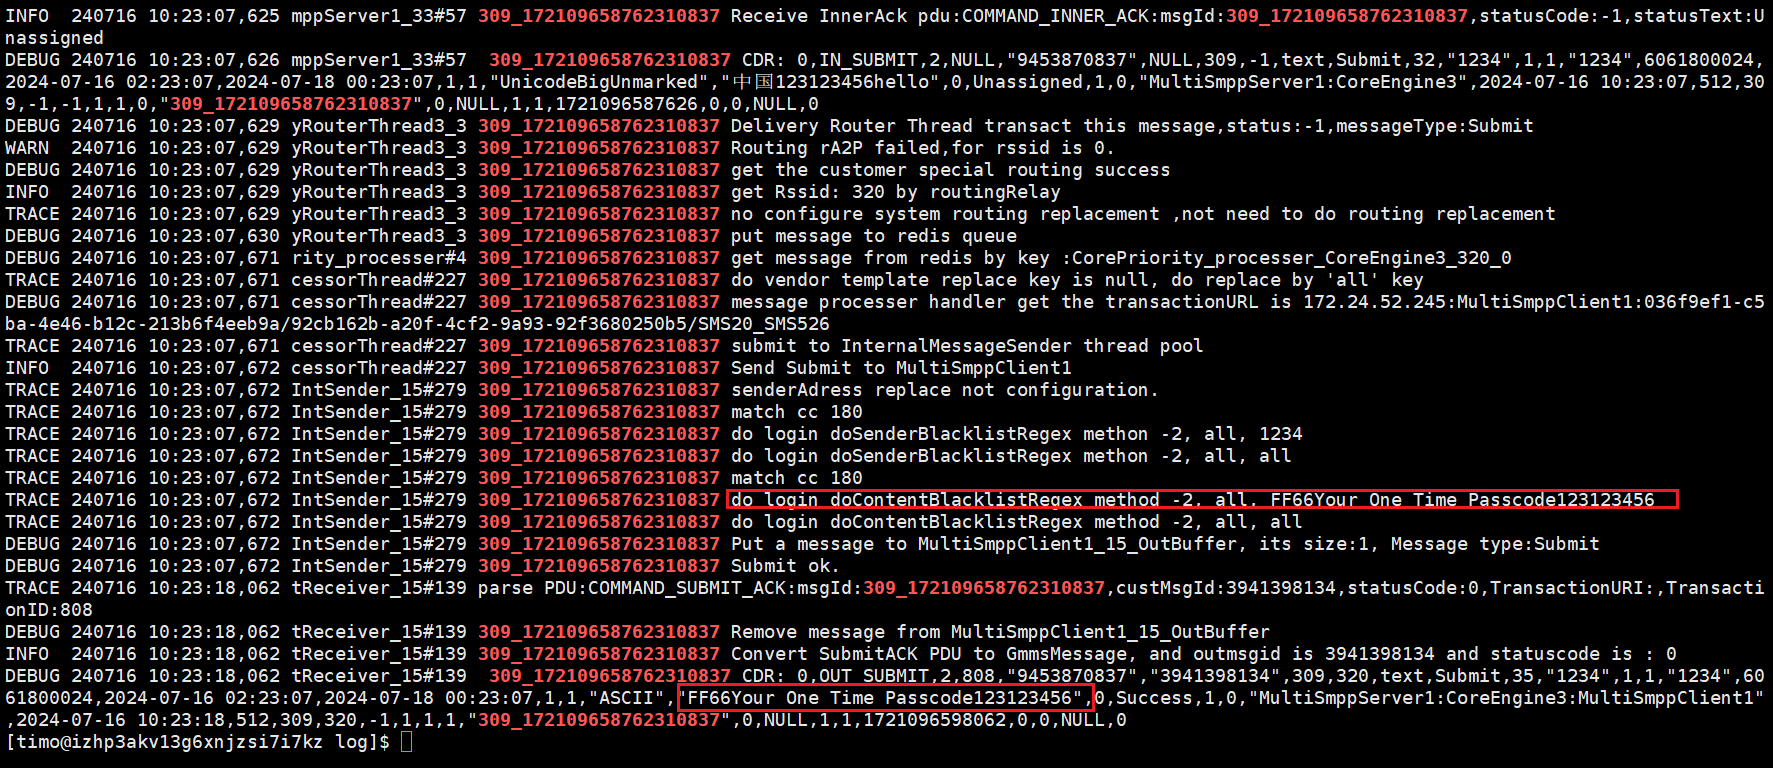 INFO  240716 10:23:07,625 mppServer1_33#57 309_172109658762310837 Receive InnerAck pdu:COMMAND_INNER_ACK:msgId:309_172109658762310837,statusCode:-1,statusText:U
nassigned
DEBUG 240716 10:23:07,626 mppServer1_33#57  309_172109658762310837 CDR: 0,IN_SUBMIT,2,NULL,"9453870837",NULL,309,-1,text,Submit,32,"1234",1,1,"1234",6061800024,
2024-07-16 02:23:07,2024-07-18 00:23:07,1,1,"UnicodeBigUnmarked","中国123123456hello",0,Unassigned,1,0,"MultiSmppServer1:CoreEngine3",2024-07-16 10:23:07,512,30
9,-1,-1,1,1,0,"309_172109658762310837",0,NULL,1,1,1721096587626,0,0,NULL,0
DEBUG 240716 10:23:07,629 yRouterThread3_3 309_172109658762310837 Delivery Router Thread transact this message,status:-1,messageType:Submit
WARN  240716 10:23:07,629 yRouterThread3_3 309_172109658762310837 Routing rA2P failed,for rssid is 0.
DEBUG 240716 10:23:07,629 yRouterThread3_3 309_172109658762310837 get the customer special routing success
INFO  240716 10:23:07,629 yRouterThread3_3 309_172109658762310837 get Rssid: 320 by routingRelay
TRACE 240716 10:23:07,629 yRouterThread3_3 309_172109658762310837 no configure system routing replacement ,not need to do routing replacement
DEBUG 240716 10:23:07,630 yRouterThread3_3 309_172109658762310837 put message to redis queue
DEBUG 240716 10:23:07,671 rity_processer#4 309_172109658762310837 get message from redis by key :CorePriority_processer_CoreEngine3_320_0
TRACE 240716 10:23:07,671 cessorThread#227 309_172109658762310837 do vendor template replace key is null, do replace by 'all' key
DEBUG 240716 10:23:07,671 cessorThread#227 309_172109658762310837 message processer handler get the transactionURL is 172.24.52.245:MultiSmppClient1:036f9ef1-c5
ba-4e46-b12c-213b6f4eeb9a/92cb162b-a20f-4cf2-9a93-92f3680250b5/SMS20_SMS526
TRACE 240716 10:23:07,671 cessorThread#227 309_172109658762310837 submit to InternalMessageSender thread pool
INFO  240716 10:23:07,672 cessorThread#227 309_172109658762310837 Send Submit to MultiSmppClient1
TRACE 240716 10:23:07,672 IntSender_15#279 309_172109658762310837 senderAdress replace not configuration.
TRACE 240716 10:23:07,672 IntSender_15#279 309_172109658762310837 match cc 180
TRACE 240716 10:23:07,672 IntSender_15#279 309_172109658762310837 do login doSenderBlacklistRegex methon -2, all, 1234
TRACE 240716 10:23:07,672 IntSender_15#279 309_172109658762310837 do login doSenderBlacklistRegex methon -2, all, all
TRACE 240716 10:23:07,672 IntSender_15#279 309_172109658762310837 match cc 180
TRACE 240716 10:23:07,672 IntSender_15#279 309_172109658762310837 do login doContentBlacklistRegex method -2, all, FF66Your One Time Passcode123123456
TRACE 240716 10:23:07,672 IntSender_15#279 309_172109658762310837 do login doContentBlacklistRegex method -2, all, all
DEBUG 240716 10:23:07,672 IntSender_15#279 309_172109658762310837 Put a message to MultiSmppClient1_15_OutBuffer, its size:1, Message type:Submit
DEBUG 240716 10:23:07,672 IntSender_15#279 309_172109658762310837 Submit ok.
TRACE 240716 10:23:18,062 tReceiver_15#139 parse PDU:COMMAND_SUBMIT_ACK:msgId:309_172109658762310837,custMsgId:3941398134,statusCode:0,TransactionURI:,Transacti
onID:808
DEBUG 240716 10:23:18,062 tReceiver_15#139 309_172109658762310837 Remove message from MultiSmppClient1_15_OutBuffer
INFO  240716 10:23:18,062 tReceiver_15#139 309_172109658762310837 Convert SubmitACK PDU to GmmsMessage, and outmsgid is 3941398134 and statuscode is : 0
DEBUG 240716 10:23:18,062 tReceiver_15#139  309_172109658762310837 CDR: 0,OUT_SUBMIT,2,808,"9453870837","3941398134",309,320,text,Submit,35,"1234",1,1,"1234",60
61800024,2024-07-16 02:23:07,2024-07-18 00:23:07,1,1,"ASCII","FF66Your One Time Passcode123123456",0,Success,1,0,"MultiSmppServer1:CoreEngine3:MultiSmppClient1"
,2024-07-16 10:23:18,512,309,320,-1,1,1,1,"309_172109658762310837",0,NULL,1,1,1721096598062,0,0,NULL,0
[timo@izhp3akv13g6xnjzsi7i7kz log]$